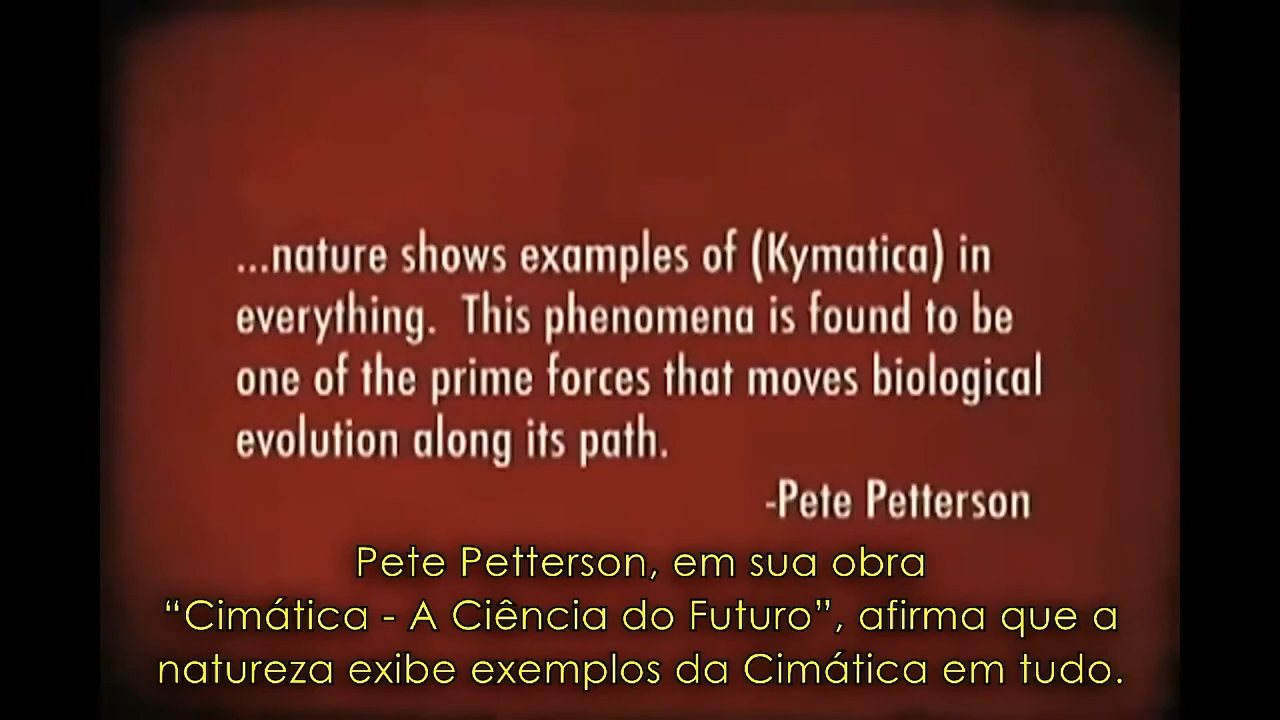 ...nature shows examples of (Kymatica) in
everything. This phenomena is found to be
one of the prime forces that moves biological
evolution along its path.
-Pete Petterson
Pete Petterson, em sua obra
“Cimática - A Ciência do Futuro”, afirma que a
natureza exibe exemplos da Cimática em tudo.